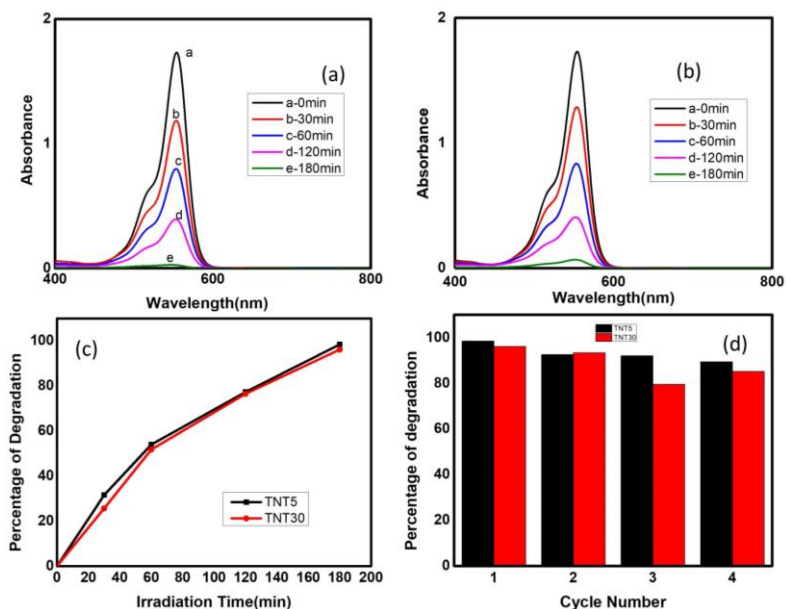 2
1
0
400
600
800
Absorbance
Wavelength(nm)
(a)
a
b
c
d
e
a-0min
b-30min
c-60min
d-120min
e-180min
2
1
0
400
500
600
700
800
Absorbance
Wavelength(nm)
(b)
a-0min
b-30min
c-60min
d-120min
e-180min
100
80
60
40
20
0
0 20 40 60 80 100 120 140 160 180 200
Percentage of Degradation
Irradiation Time(min)
(c)
TNT5
TNT30
100
80
60
40
20
0
1 2 3 4
Percentage of degradation
Cycle Number
TNT5
TNT30
(d)